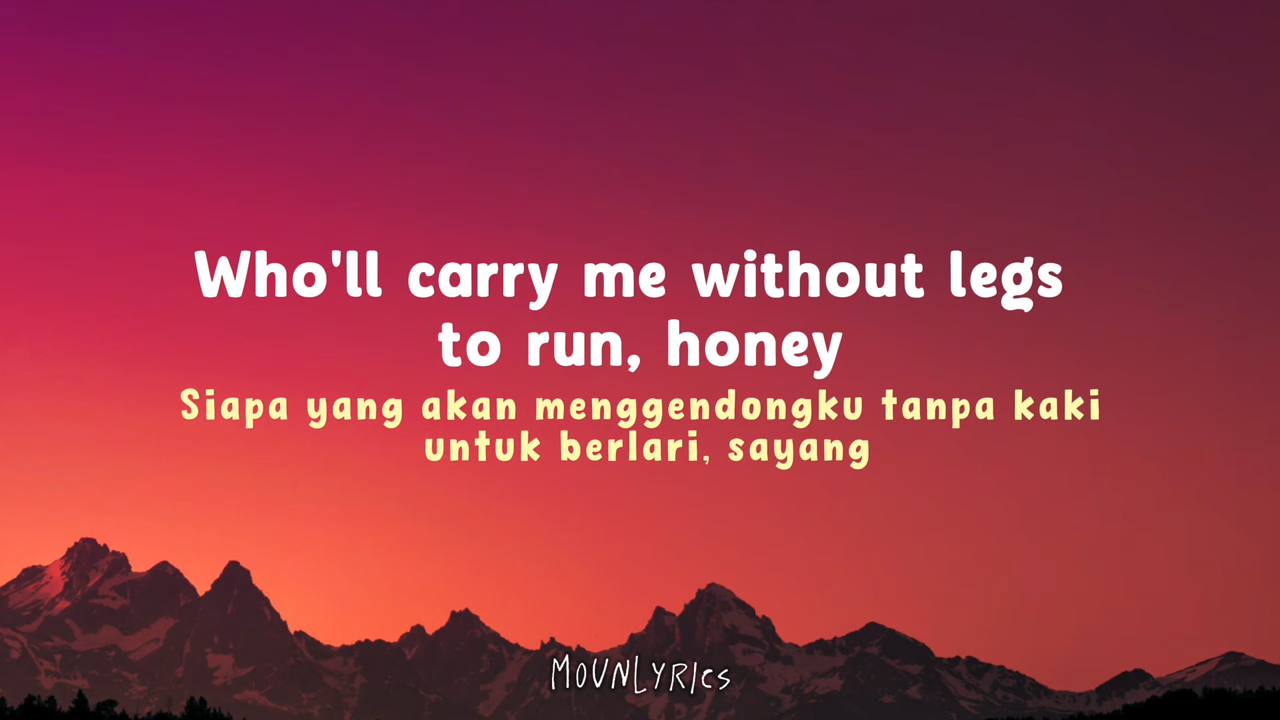 Who'll carry me without legs
to run, honey
Siapa yang akan menggendongku tanpa kaki
untuk berlari, sayang
MOUNLYRICS